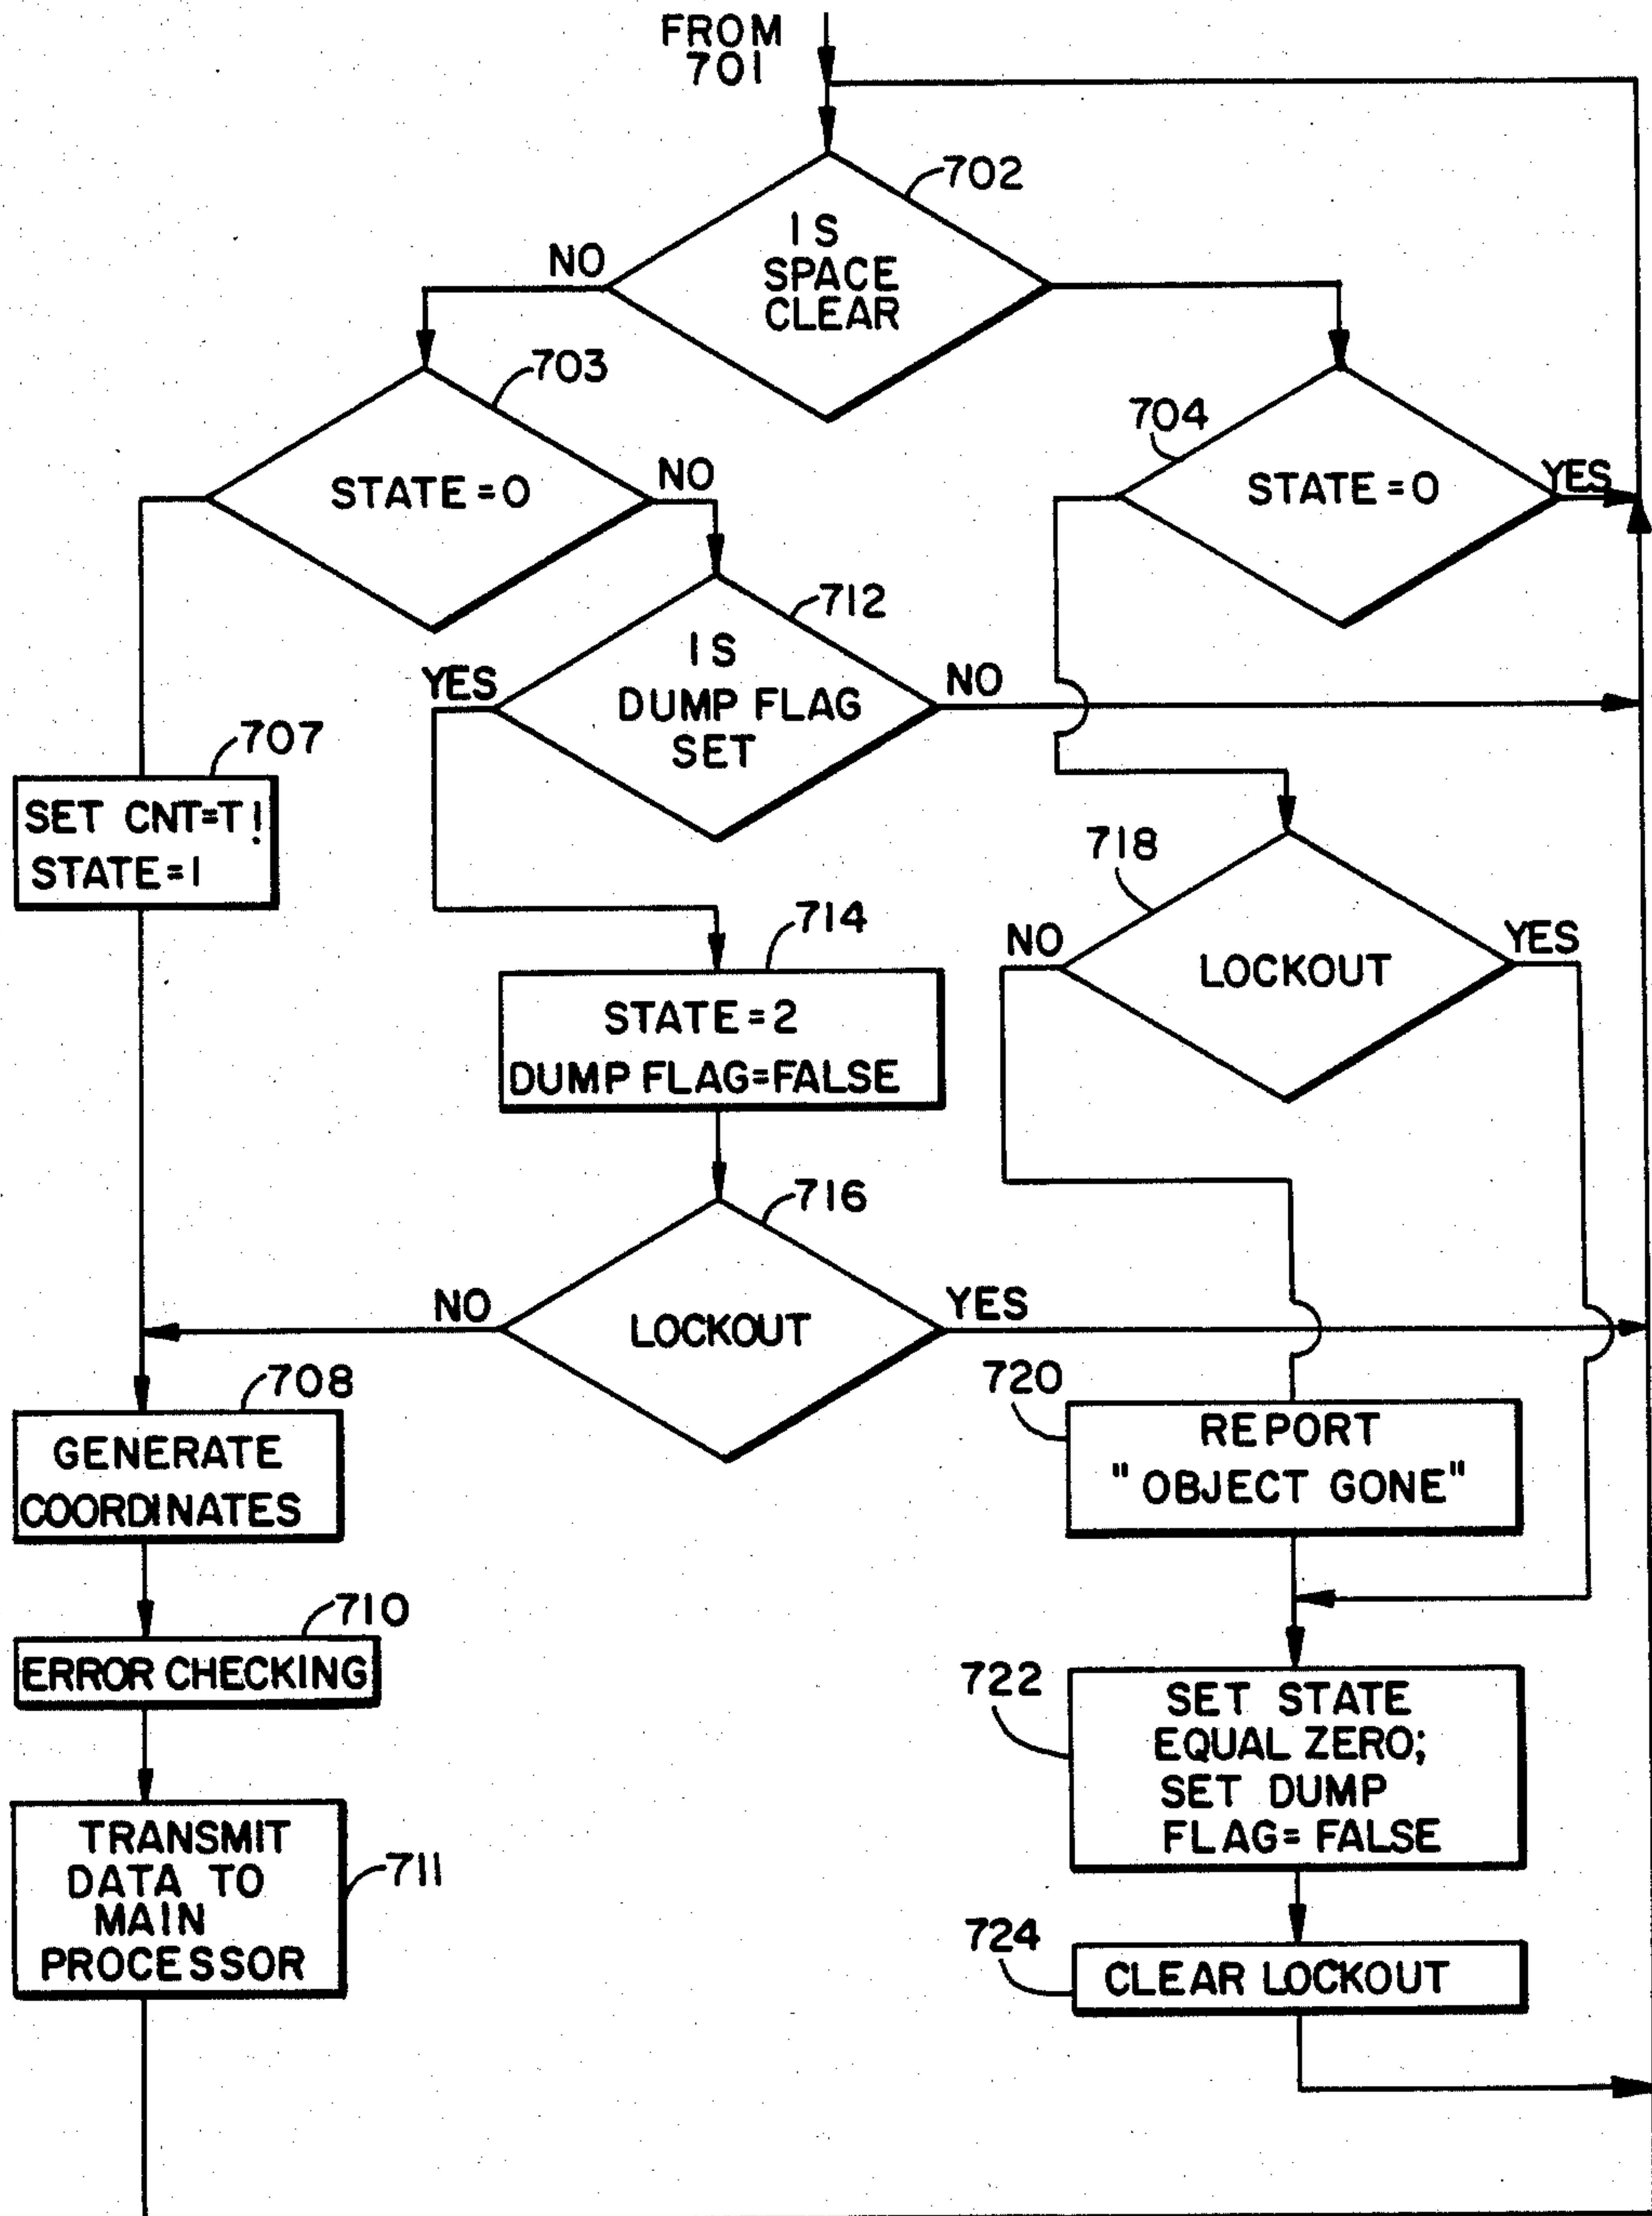 FROM
701
702
IS
SPACE
CLEAR
NO
703
STATE=0
NO
704
STATE=0
YES
712
IS
DUMP FLAG
SET
YES
NO
707
SET CNT=T!
STATE=1
718
LOCKOUT
NO
YES
714
STATE=2
DUMP FLAG=FALSE
716
LOCKOUT
NO
YES
708
GENERATE
COORDINATES
720
REPORT
"OBJECT GONE"
710
ERROR CHECKING
722
SET STATE
EQUAL ZERO;
SET DUMP
FLAG= FALSE
TRANSMIT
DATA TO
MAIN
PROCESSOR
711
724
CLEAR LOCKOUT